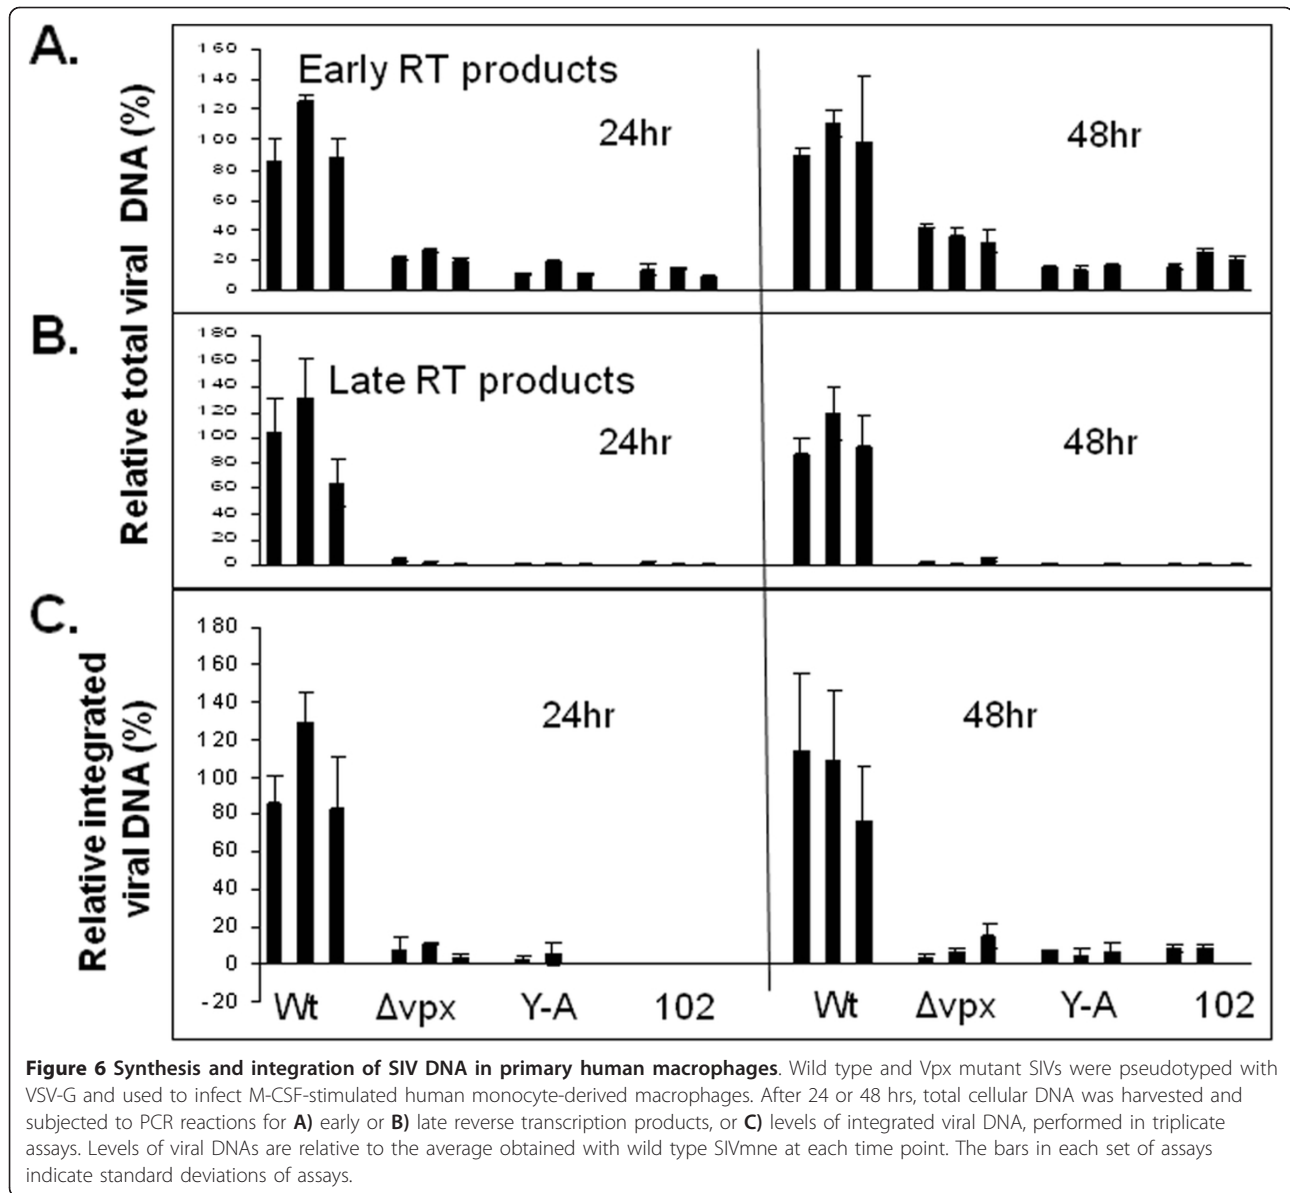 A.
Relative total viral DNA (%)
160
140
120
100
80
60
40
20
0
Early RT products
24hr
48hr
B.
180
160
140
120
100
80
60
40
20
0
Late RT products
24hr
48hr
C.
Relative integrated
viral DNA (%)
180
160
140
120
100
80
60
40
20
0
-20
24hr
48hr
Wt Δvpx Y-A 102 Wt Δvpx Y-A 102
Figure 6 Synthesis and integration of SIV DNA in primary human macrophages. Wild type and Vpx mutant SIVs were pseudotyped with
VSV-G and used to infect M-CSF-stimulated human monocyte-derived macrophages. After 24 or 48 hrs, total cellular DNA was harvested and
subjected to PCR reactions for A) early or B) late reverse transcription products, or C) levels of integrated viral DNA, performed in triplicate
assays. Levels of viral DNAs are relative to the average obtained with wild type SIVmne at each time point. The bars in each set of assays
indicate standard deviations of assays.